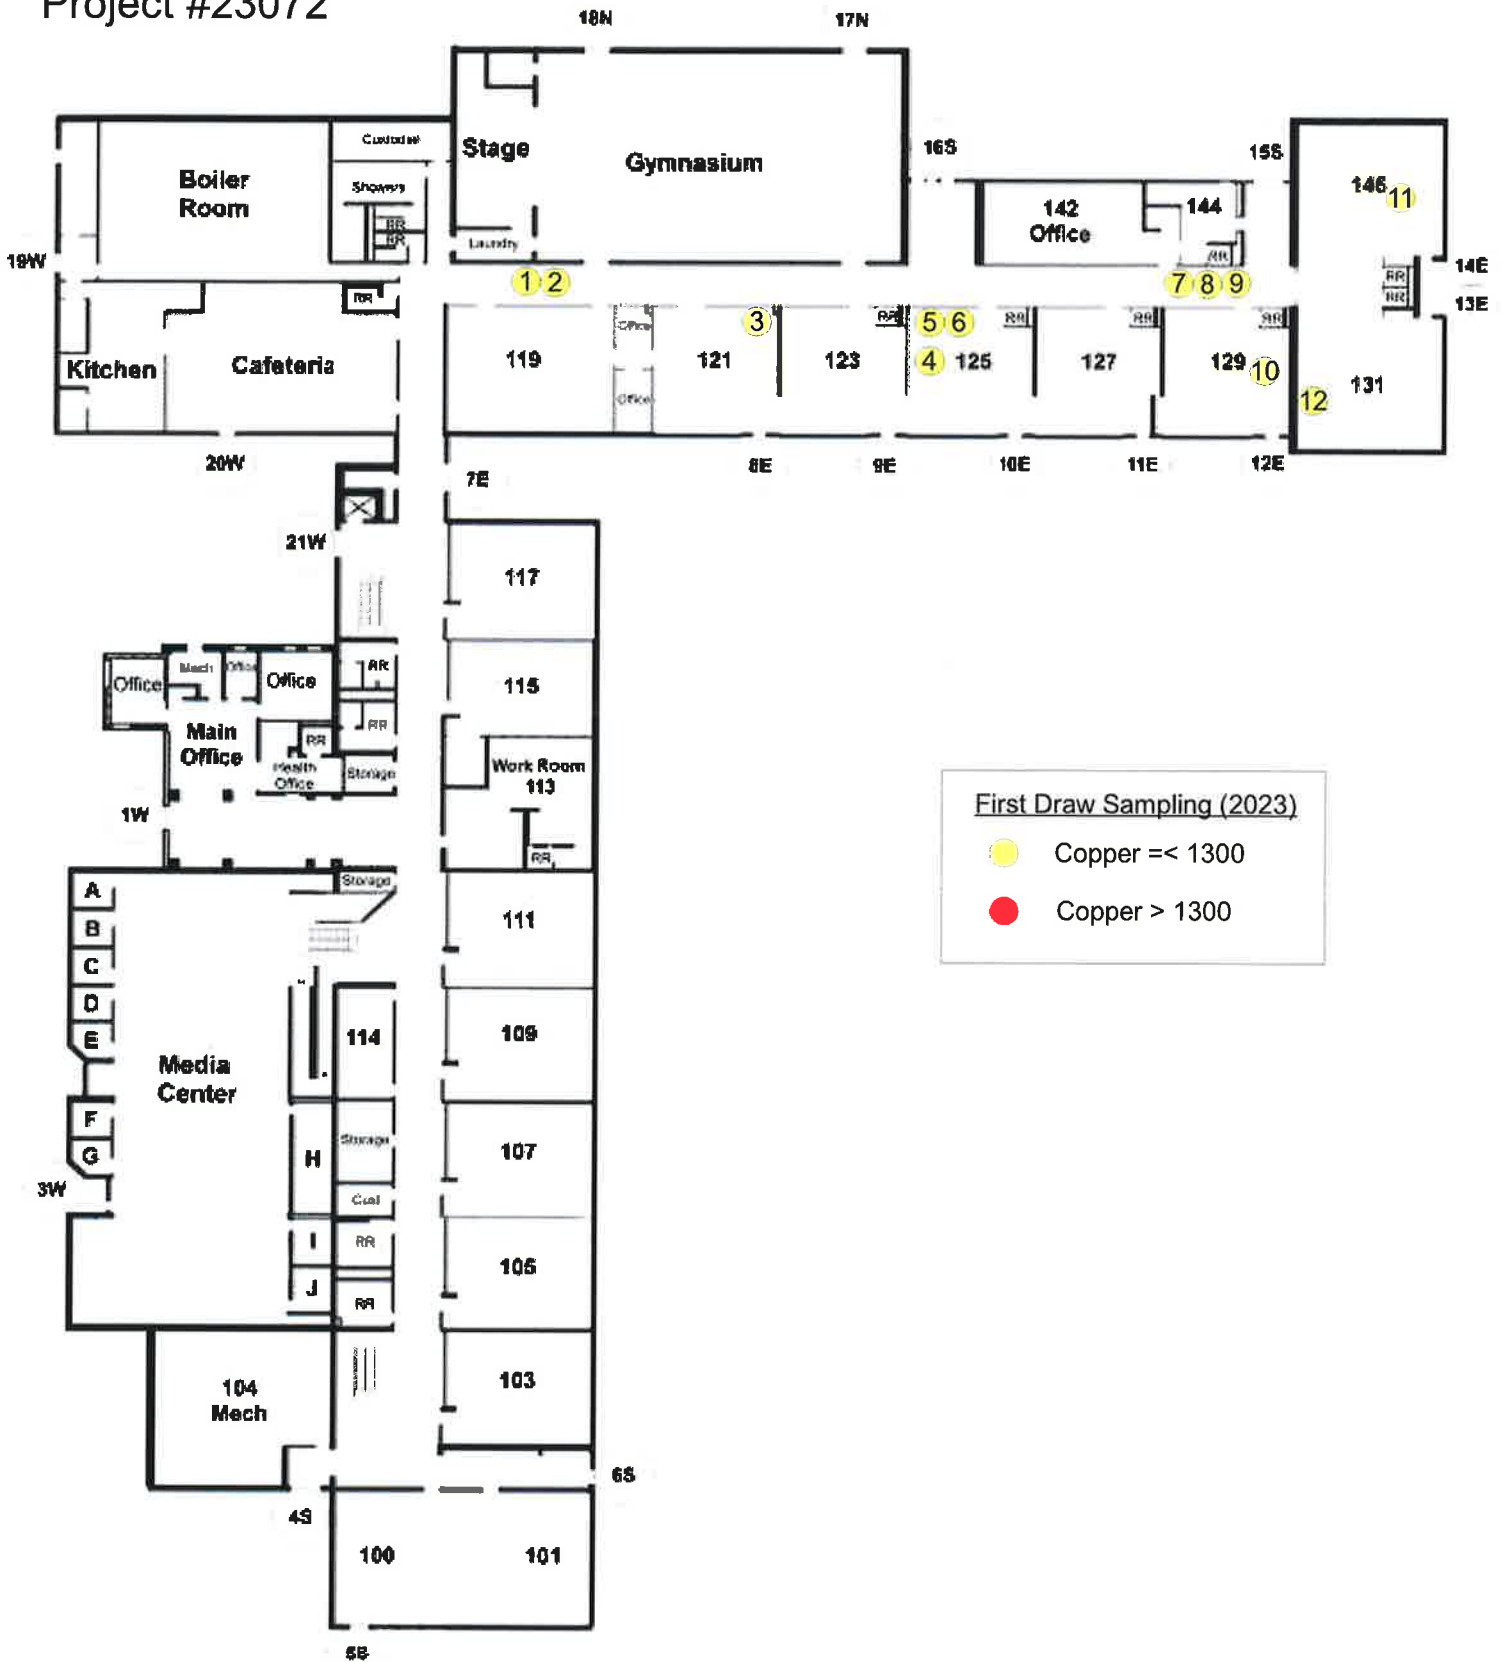 Project #23072
18N
17N
Custodial
Stage
Gymnasium
16S
15S
Boiler
Room
Showers
RR
RR
Laundry
142
Office
144
RR
146
11
19W
14E
13E
RR
RR
1 2
7 8 9
RR
Kitchen
Cafeteria
119
Office
Office
3
121
RR
123
5 6
4
125
RR
127
RR
129
RR
10
12
131
20W
7E
8E
9E
10E
11E
12E
21W
117
115
RR
RR
Mech
Office
Office
Office
Main
Office
RR
Health
Office
Storage
Work Room
113
RR
1W
First Draw Sampling (2023)
Copper =< 1300
Copper > 1300
Storage
A
B
C
D
E
F
G
Media
Center
111
109
114
107
Storage
H
Cust
3W
I
RR
105
J
RR
103
104
Mech
6S
4S
100
101